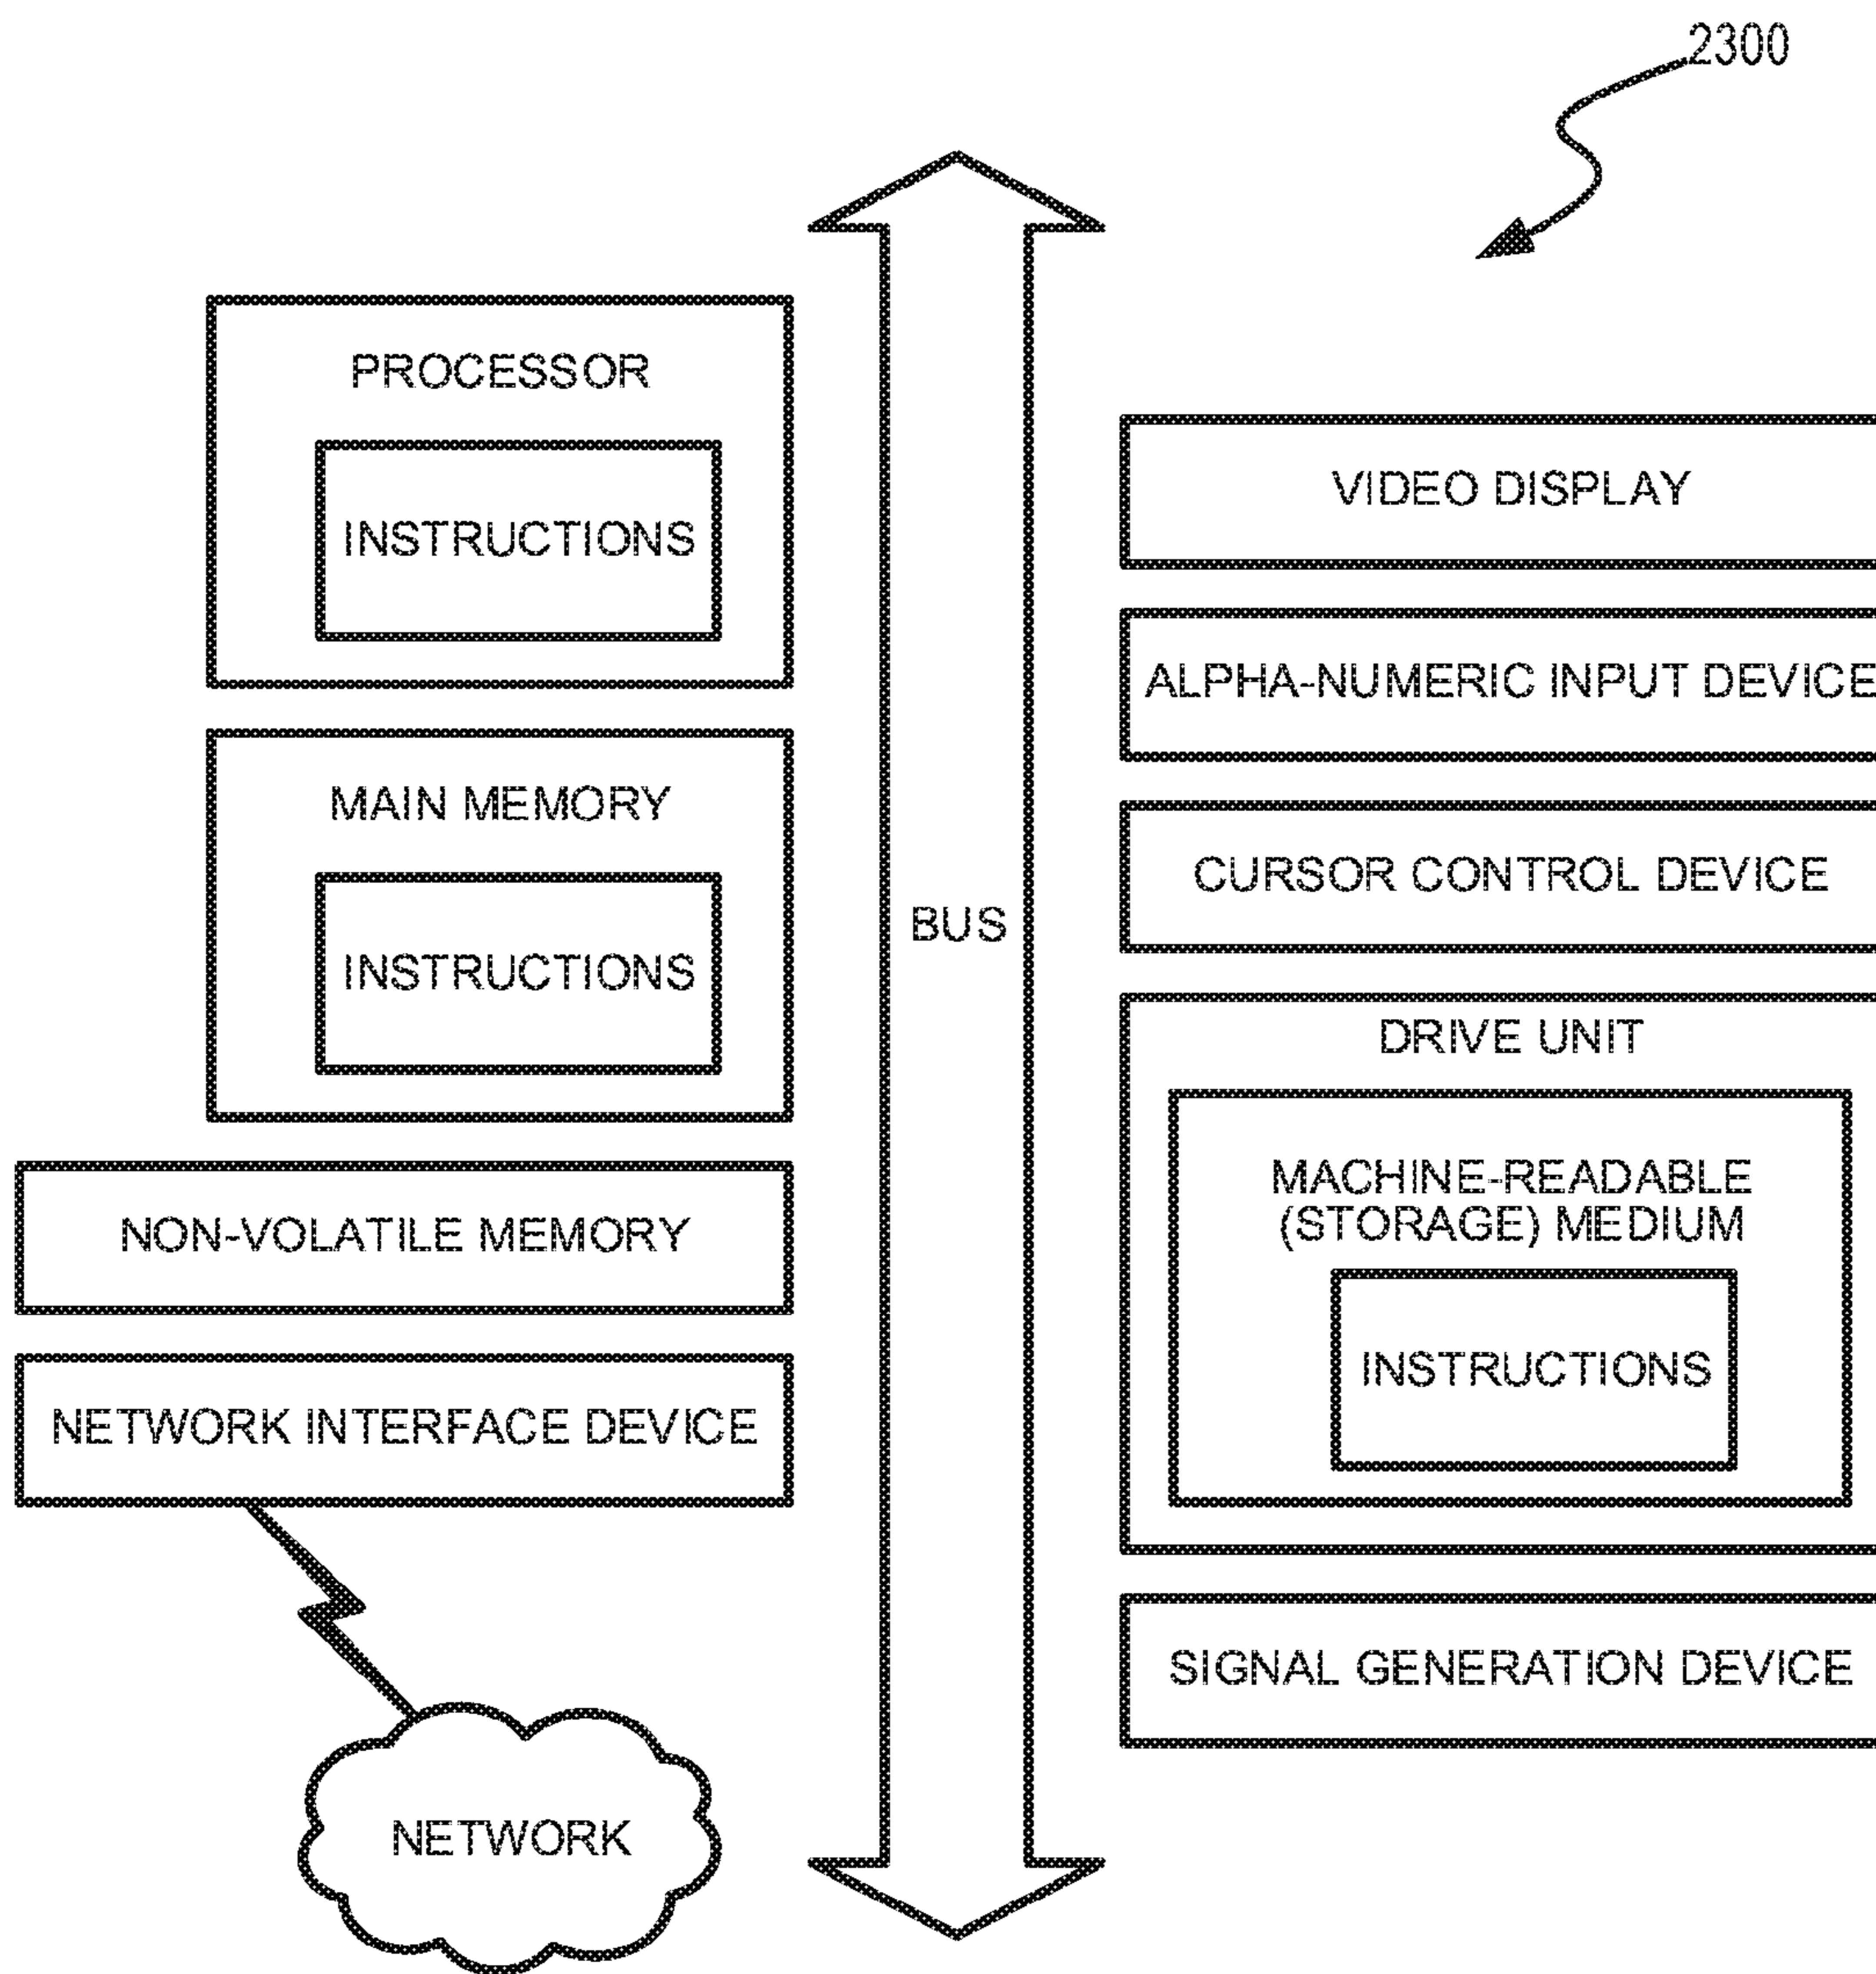 2300
PROCESSOR
INSTRUCTIONS
MAIN MEMORY
INSTRUCTIONS
NON-VOLATILE MEMORY
NETWORK INTERFACE DEVICE
NETWORK
BUS
VIDEO DISPLAY
ALPHA-NUMERIC INPUT DEVICE
CURSOR CONTROL DEVICE
DRIVE UNIT
MACHINE-READABLE
(STORAGE) MEDIUM
INSTRUCTIONS
SIGNAL GENERATION DEVICE